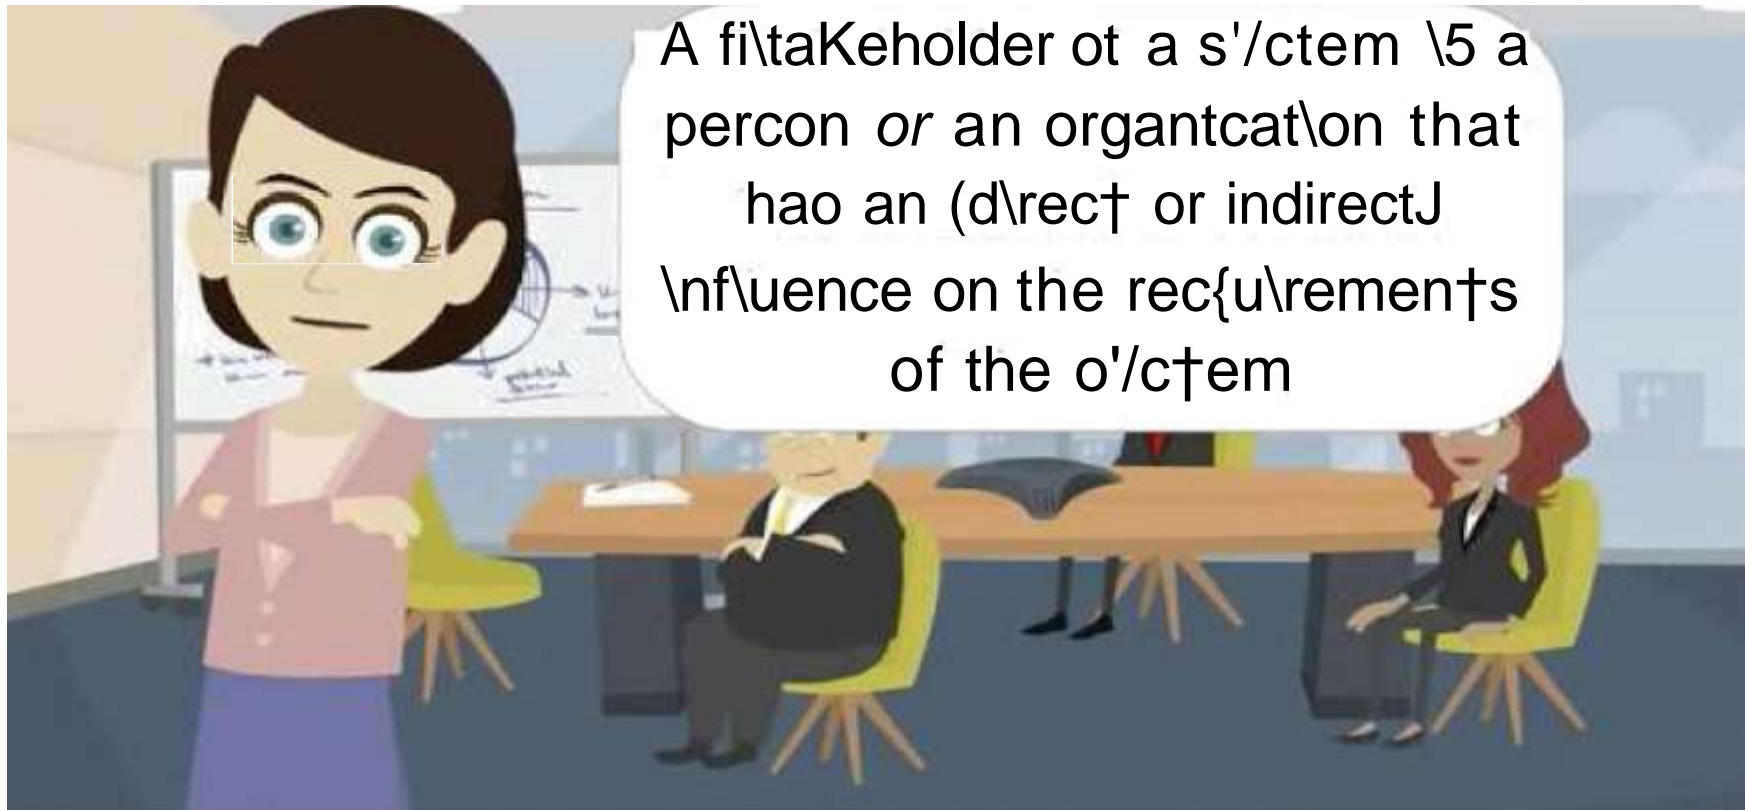 A fi\taKeholder ot a s'/ctem \5 a
percon or an organtcat\on that
hao an (d\rec† or indirectJ
\nf\uence on the rec{u\remen†s
of the o'/c†em